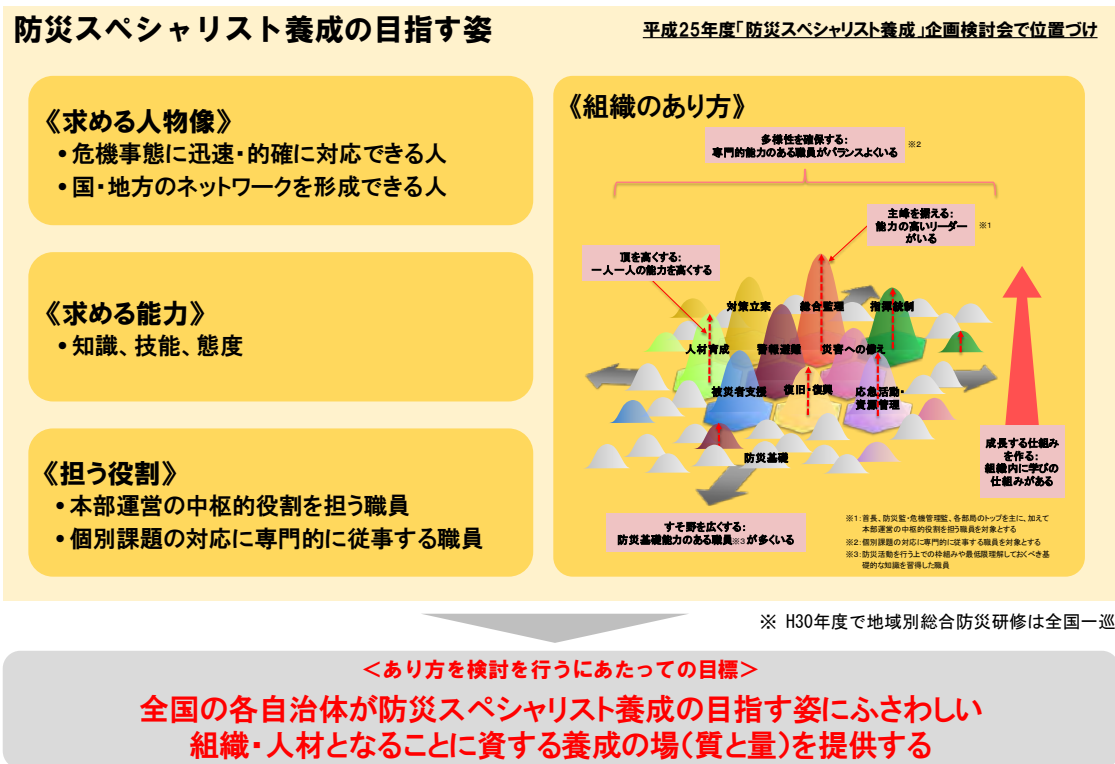 防災スペシャリスト養成の目指す姿
平成25年度「防災スペシャリスト養成」企画検討会で位置づけ
《求める人物像》
•危機事態に迅速・的確に対応できる人
•国・地方のネットワークを形成できる人
《求める能力》
•知識、技能、態度
《担う役割》
•本部運営の中枢的役割を担う職員
•個別課題の対応に専門的に従事する職員
《組織のあり方》
多様性を確保する:
専門的能力のある職員がバランスよくいる ※2
主峰を揃える:
能力の高いリーダー ※1
がいる
頂を高くする:
一人一人の能力を高くする
対策立案
総合監理
指揮統制
人材育成
警報避難
災害への備え
被災者支援
復旧・復興
応急活動・
資源管理
防災基礎
成長する仕組み
を作る:
組織内に学びの
仕組みがある
すそ野を広くする:
防災基礎能力のある職員※3が多くいる
※1:首長、防災監・危機管理監、各部局のトップを主に、加えて
本部運営の中枢的役割を担う職員を対象とする
※2:個別課題の対応に専門的に従事する職員を対象とする
※3:防災活動を行う上での枠組みや最低限理解しておくべき基
礎的な知識を習得した職員
※ H30年度で地域別総合防災研修は全国一巡
<あり方を検討を行うにあたっての目標>
全国の各自治体が防災スペシャリスト養成の目指す姿にふさわしい
組織・人材となることに資する養成の場(質と量)を提供する